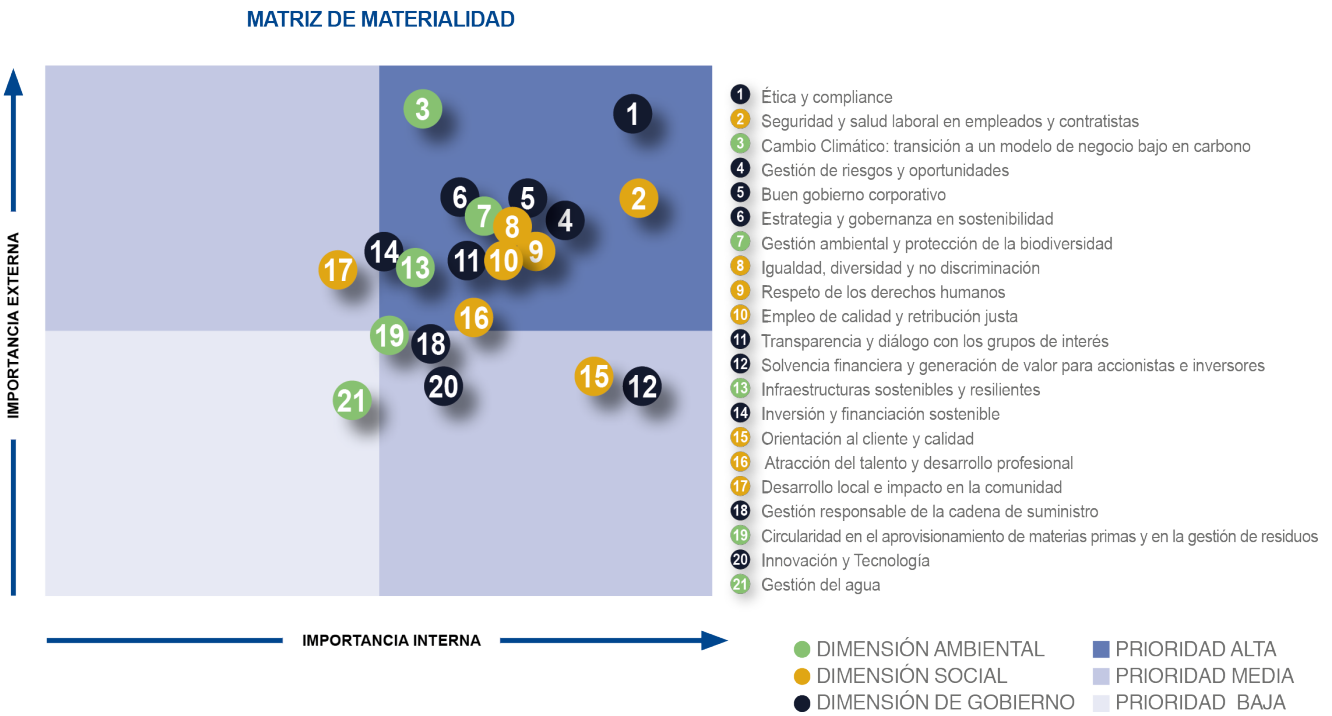 MATRIZ DE MATERIALIDAD
IMPORTANCIA EXTERNA
3
1
6
5
2
7
8
4
14
11
10
9
17
13
16
19
18
20
15
12
21
1 Ética y compliance
2 Seguridad y salud laboral en empleados y contratistas
3 Cambio Climático: transición a un modelo de negocio bajo en carbono
4 Gestión de riesgos y oportunidades
5 Buen gobierno corporativo
6 Estrategia y gobernanza en sostenibilidad
7 Gestión ambiental y protección de la biodiversidad
8 Igualdad, diversidad y no discriminación
9 Respeto de los derechos humanos
10 Empleo de calidad y retribución justa
11 Transparencia y diálogo con los grupos de interés
12 Solvencia financiera y generación de valor para accionistas e inversores
13 Infraestructuras sostenibles y resilientes
14 Inversión y financiación sostenible
15 Orientación al cliente y calidad
16 Atracción del talento y desarrollo profesional
17 Desarrollo local e impacto en la comunidad
18 Gestión responsable de la cadena de suministro
19 Circularidad en el aprovisionamiento de materias primas y en la gestión de residuos
20 Innovación y Tecnología
21 Gestión del agua
IMPORTANCIA INTERNA
DIMENSIÓN AMBIENTAL
DIMENSIÓN SOCIAL
DIMENSIÓN DE GOBIERNO
PRIORIDAD ALTA
PRIORIDAD MEDIA
PRIORIDAD BAJA